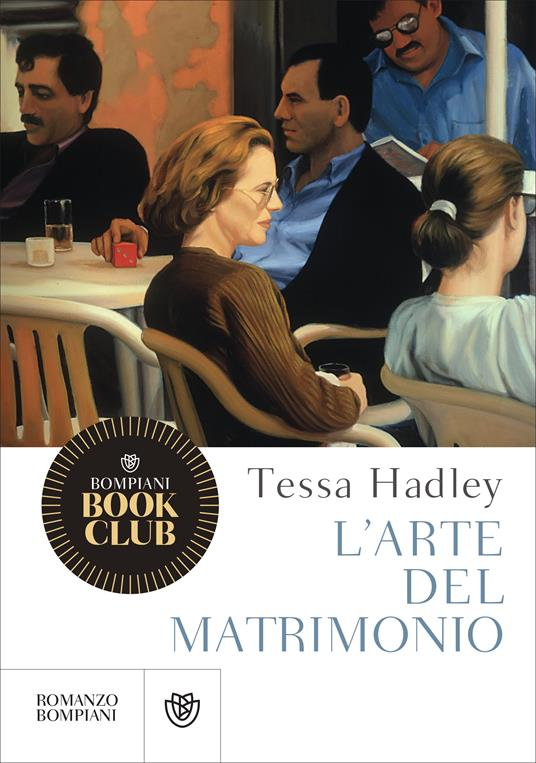 BOMPIANI
BOOK
CLUB
Tessa Hadley
L’ARTE
DEL
MATRIMONIO
ROMANZO
BOMPIANI